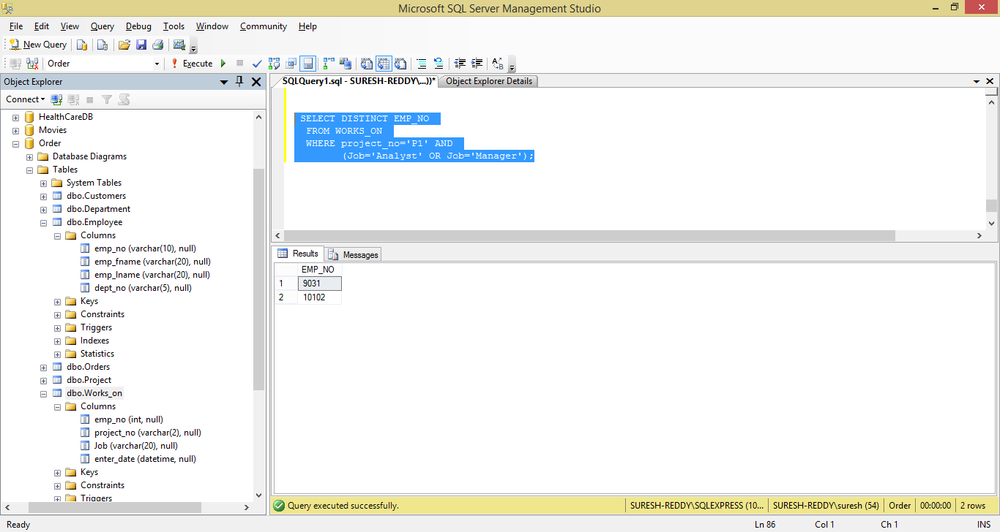 Microsoft SQL Server Management Studio
File Edit View Query Debug Tools Window Community Help
New Query
Order Execute
Object Explorer
Connect
HealthCareDB
Movies
Order
Database Diagrams
Tables
System Tables
dbo.Customers
dbo.Department
dbo.Employee
Columns
emp_no (varchar(10), null)
emp_fname (varchar(20), null)
emp_lname (varchar(20), null)
dept_no (varchar(5), null)
Keys
Constraints
Triggers
Indexes
Statistics
dbo.Orders
dbo.Project
dbo.Works_on
Columns
emp_no (int, null)
project_no (varchar(2), null)
Job (varchar(20), null)
enter_date (datetime, null)
Keys
Constraints
Triggers
SQLQuery1.sql - SURESH-REDDY\...))* Object Explorer Details
SELECT DISTINCT EMP_NO
FROM WORKS_ON
WHERE project_no='P1' AND
(Job='Analyst' OR Job='Manager');
Results Messages
EMP_NO
1 9031
2 10102
Query executed successfully. SURESH-REDDY\SQLEXPRESS (10... SURESH-REDDY\suresh (54) Order 00:00:00 2 rows
Ready Ln 86 Col 1 Ch 1 INS